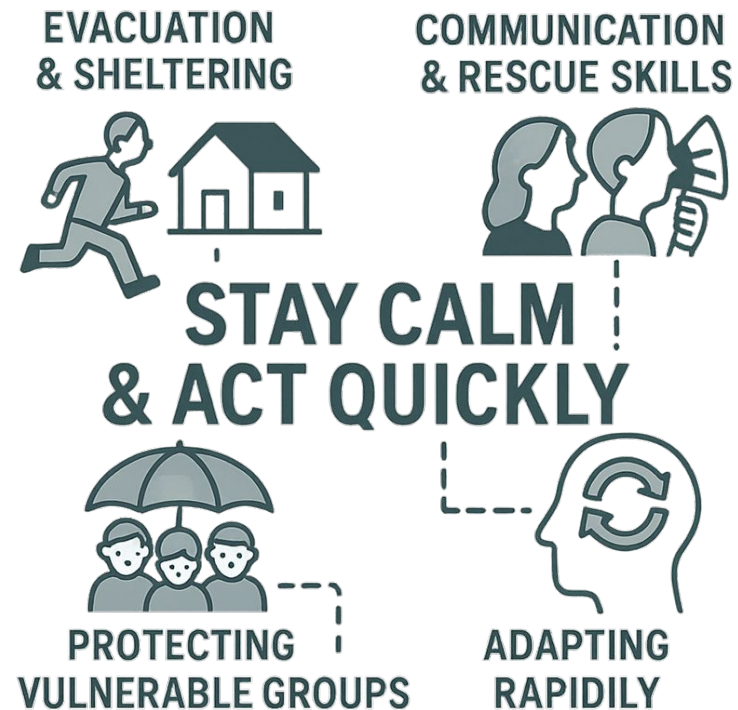 EVACUATION
& SHELTERING
COMMUNICATION
& RESCUE SKILLS
STAY CALM
& ACT QUICKLY
PROTECTING
VULNERABLE GROUPS
ADAPTING
RAPIDILY